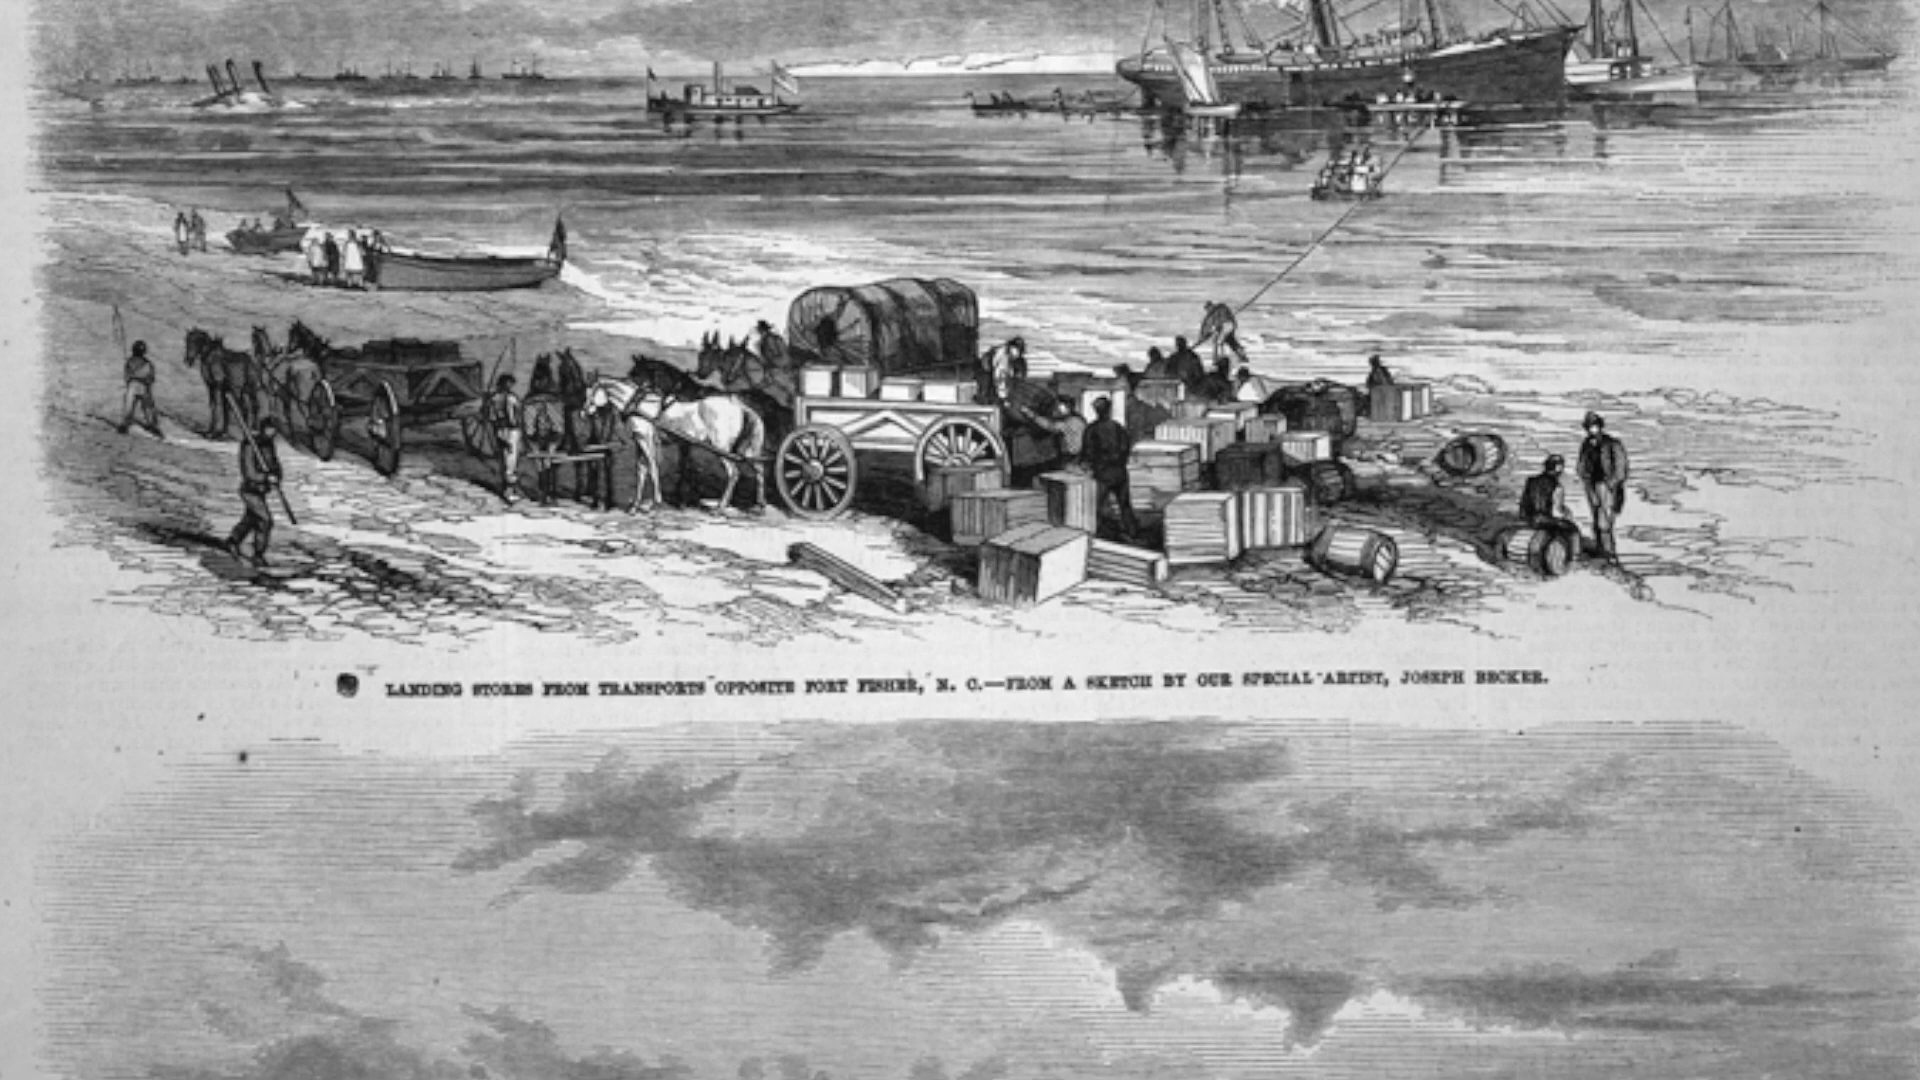 LANDING STORES FROM TRANSPORTS OPPOSITE FORT FISHER, N. C.—FROM A SKETCH BY OUR SPECIAL ARTIST, JOSEPH BECKER.